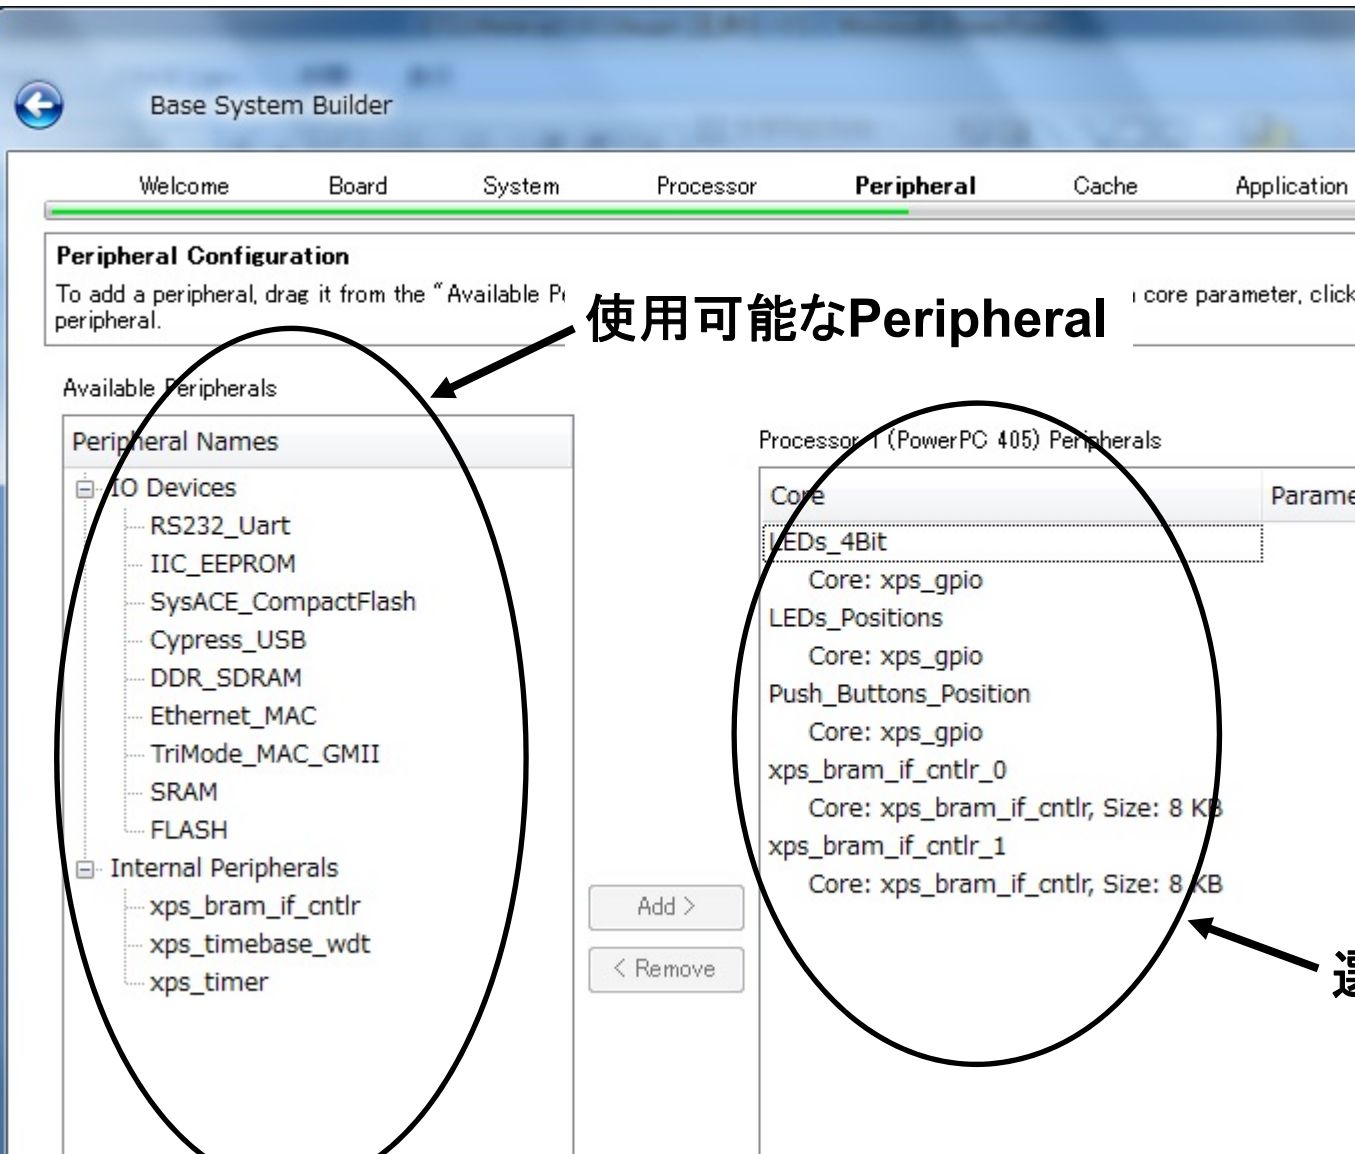 Base System Builder
Welcome Board System Processor Peripheral Cache Application
Peripheral Configuration
To add a peripheral, drag it from the "Available
core parameter, click
peripheral.
使用可能なPeripheral
Available Peripherals
Peripheral Names
IO Devices
RS232_Uart
IIC_EEPROM
SysACE_CompactFlash
Cypress_USB
DDR_SDRAM
Ethernet_MAC
TriMode_MAC_GMII
SRAM
FLASH
Internal Peripherals
xps_bram_if_cntlr
xps_timebase_wdt
xps_timer
Add >
< Remove
Processor 1 (PowerPC 405) Peripherals
Core Parame
LEDs_4Bit
Core: xps_gpio
LEDs_Positions
Core: xps_gpio
Push_Buttons_Position
Core: xps_gpio
xps_bram_if_cntlr_0
Core: xps_bram_if_cntlr, Size: 8 KB
xps_bram_if_cntlr_1
Core: xps_bram_if_cntlr, Size: 8 KB